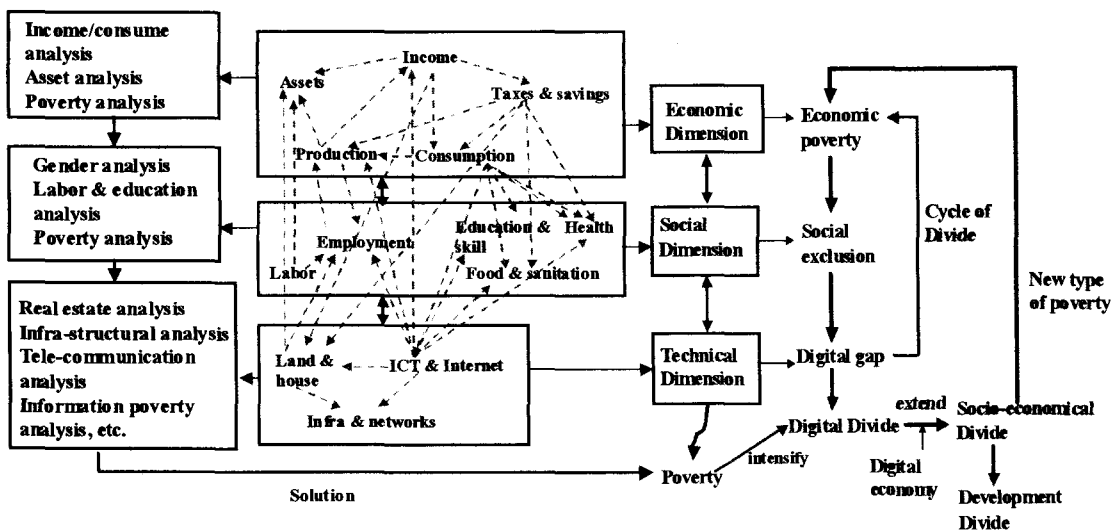 Income/consume
analysis
Asset analysis
Poverty analysis
Gender analysis
Labor & education
analysis
Poverty analysis
Real estate analysis
Infra-structural analysis
Tele-communication
analysis
Information poverty
analysis, etc.
Income
Assets
Taxes & savings
Production
Consumption
Employment
Education &
skill
Health
Labor
Food & sanitation
Land &
house
ICT & Internet
Infra & networks
Economic
Dimension
Social
Dimension
Technical
Dimension
Poverty
Economic
poverty
Social
exclusion
Digital gap
Digital Divide
Cycle of
Divide
New type
of poverty
extend
Socio-economical
Divide
intensify
Digital
economy
Development
Divide
Solution